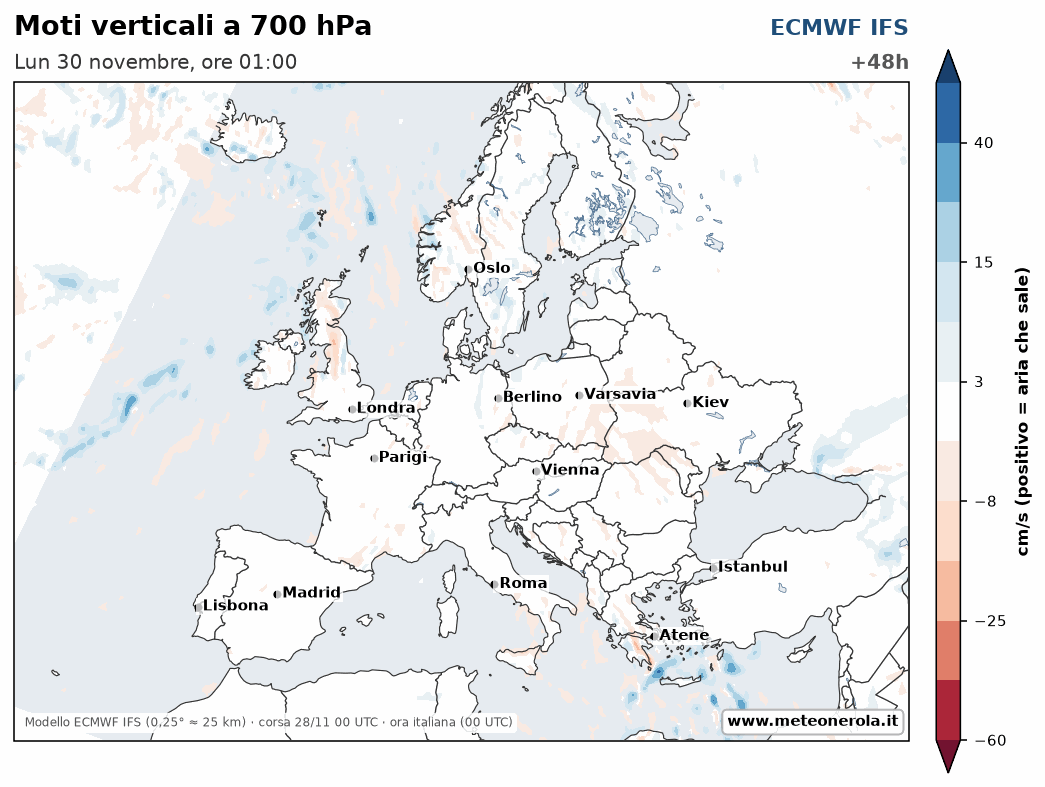 Moti verticali a 700 hPa
ECMWF IFS
Lun 30 novembre, ore 01:00
+48h
40
15
3
−8
−25
−60
cm/s (positivo = aria che sale)
Oslo
Berlino
Varsavia
Kiev
Londra
Parigi
Vienna
Istanbul
Roma
Madrid
Lisbona
Atene
Modello ECMWF IFS (0,25° ≈ 25 km) · corsa 28/11 00 UTC · ora italiana (00 UTC)
www.meteonerola.it